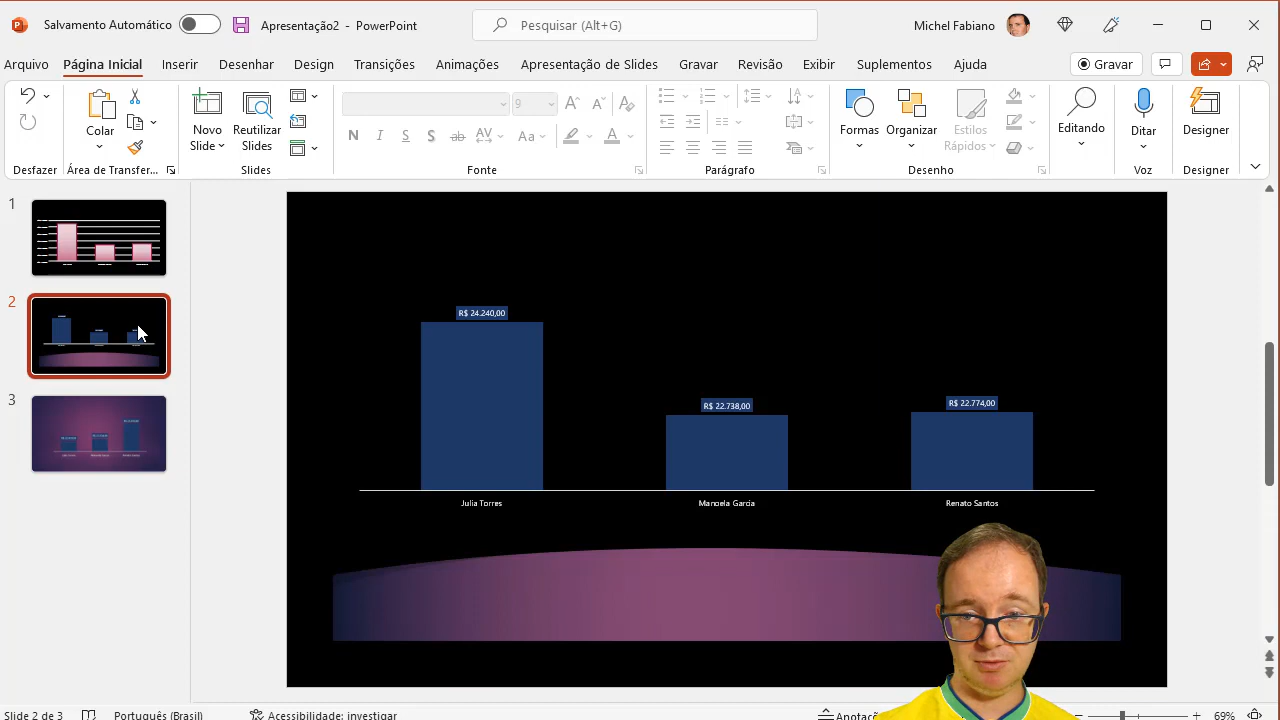 Salvamento Automático
Apresentação2 - PowerPoint
Pesquisar (Alt+G)
Michel Fabiano
Arquivo Página Inicial Inserir Desenhar Design Transições Animações Apresentação de Slides Gravar Revisão Exibir Suplementos Ajuda
Gravar
9
Colar
Novo Slide
Reutilizar Slides
Formas
Organizar
Estilos Rápidos
Editando
Ditar
Designer
Desfazer
Área de Transfer...
Slides
Fonte
Parágrafo
Desenho
Voz
Designer
1
2
3
R$ 24.240,00
R$ 22.738,00
R$ 22.774,00
Julia Torres
Manoela Garcia
Renato Santos
Slide 2 de 3
Português (Brasil)
Acessibilidade: investigar
69%